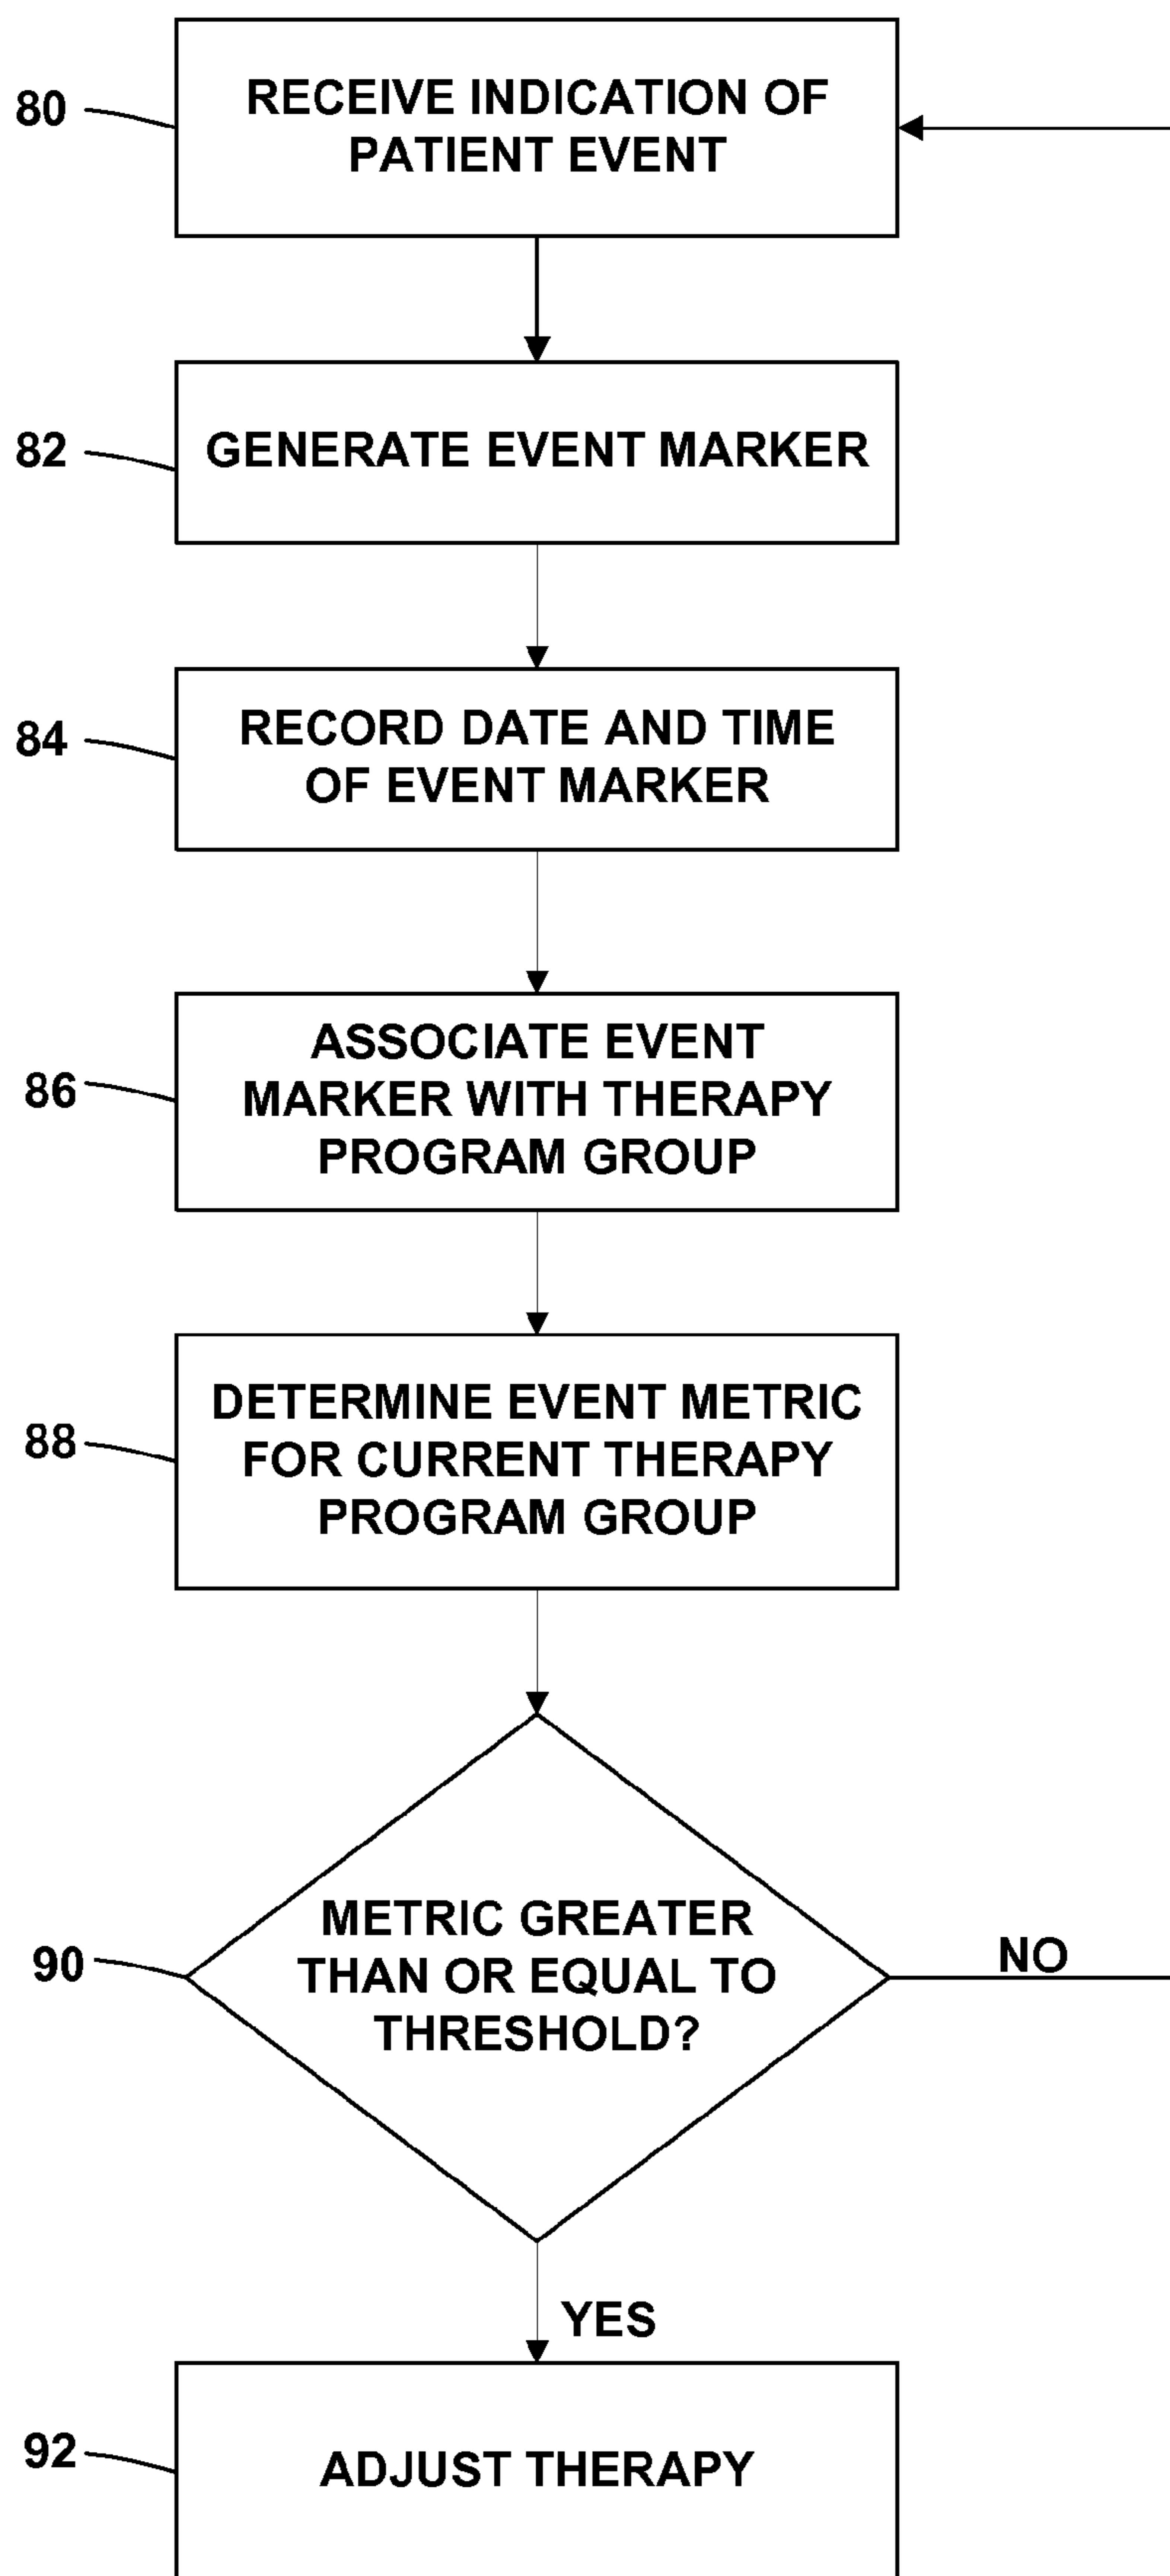 80
RECEIVE INDICATION OF
PATIENT EVENT
82
GENERATE EVENT MARKER
84
RECORD DATE AND TIME
OF EVENT MARKER
86
ASSOCIATE EVENT
MARKER WITH THERAPY
PROGRAM GROUP
88
DETERMINE EVENT METRIC
FOR CURRENT THERAPY
PROGRAM GROUP
90
METRIC GREATER
THAN OR EQUAL TO
THRESHOLD?
NO
YES
92
ADJUST THERAPY